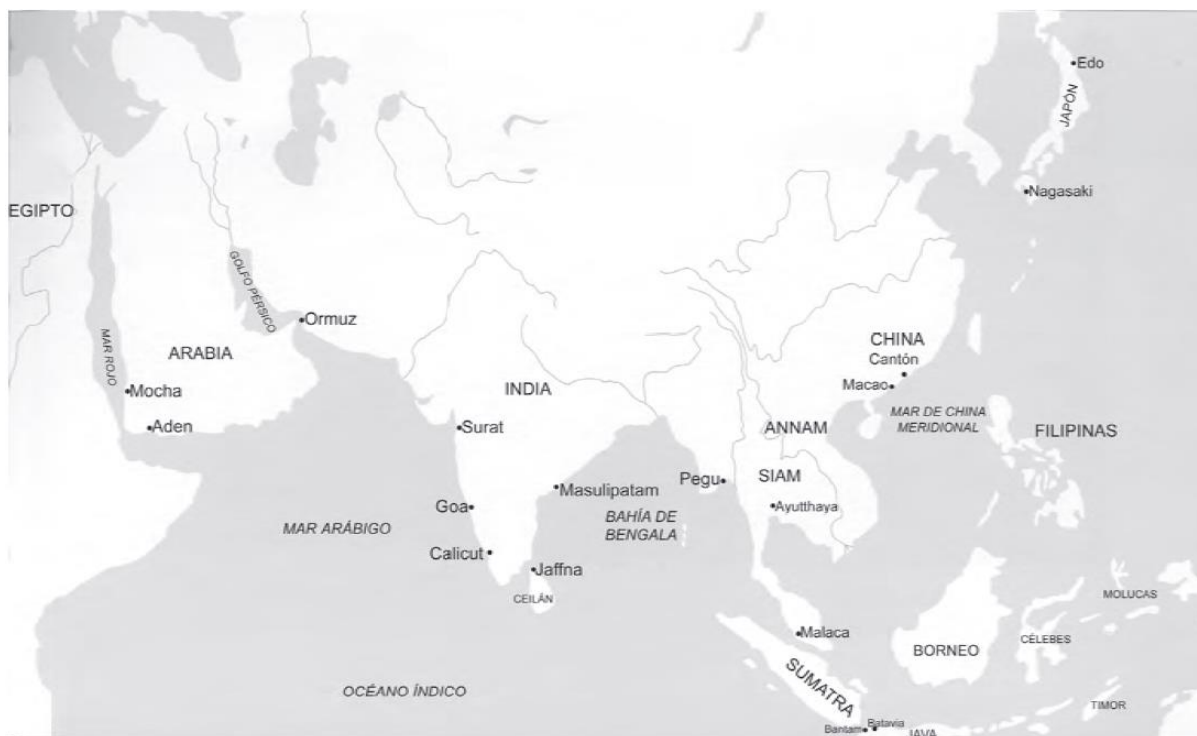 Edo
JAPÓN
Nagasaki
EGIPTO
GOLFO PÉRSICO
Ormuz
MAR ROJO
ARABIA
CHINA
Cantón
Mocha
INDIA
Macao
MAR DE CHINA
MERIDIONAL
Aden
Surat
ANNAM
FILIPINAS
Pegu
SIAM
Masulipatam
Goa
Ayutthaya
BAHÍA DE
BENGALA
MAR ARÁBIGO
Calicut
Jaffna
CEILÁN
MOLUCAS
Malaca
BORNEO
CÉLEBES
SUMATRA
OCÉANO ÍNDICO
TIMOR
Bantam
Batavia
JAVA